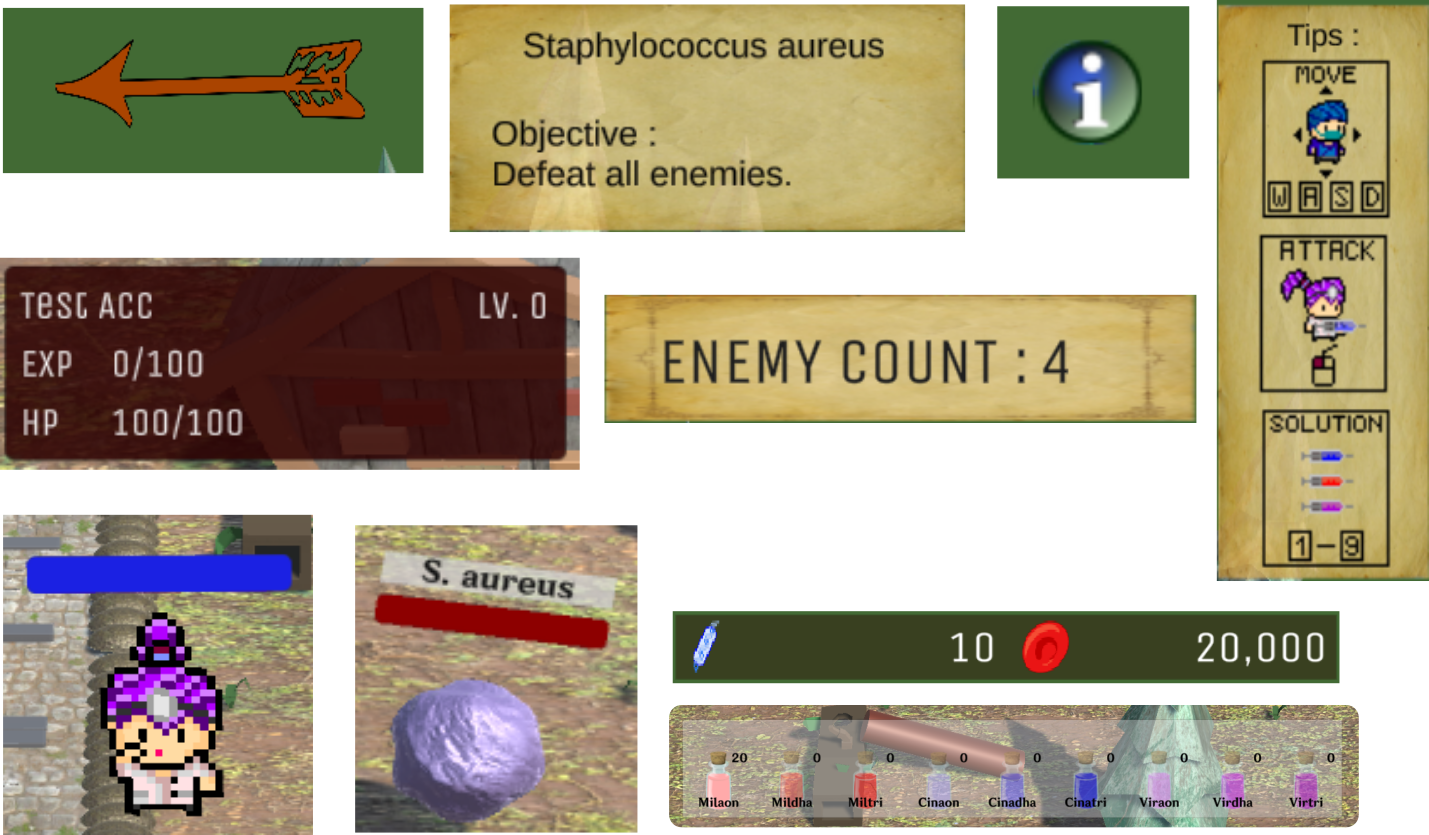 Staphylococcus aureus
Objective :
Defeat all enemies.
i
Tips :
MOVE
W A S D
ATTACK
SOLUTION
1 - 9
Test ACC LV. 0
EXP 0/100
HP 100/100
ENEMY COUNT : 4
S. aureus
10 20,000
20 0 0 0 0 0 0 0 0
Milaon Mildha Miltri Cinaon Cinadha Cinatri Viraon Virdha Virtri